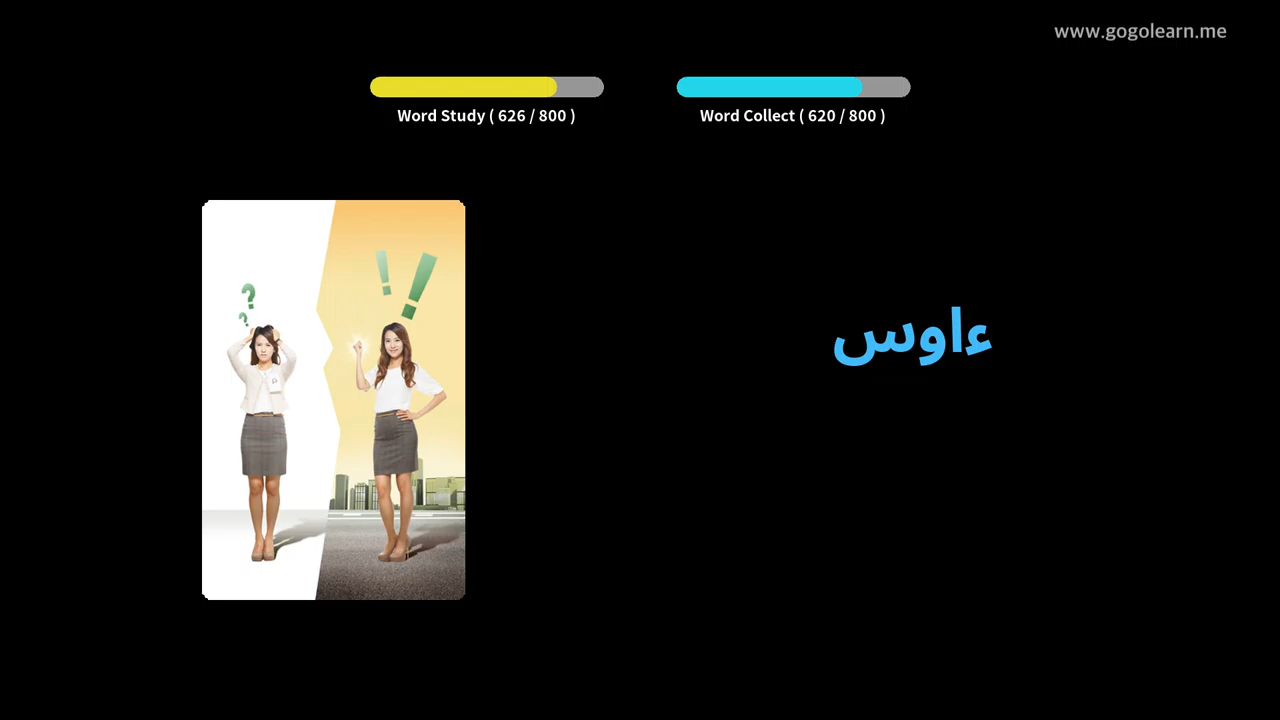 www.gogolearn.me
Word Study ( 626 / 800 )
Word Collect ( 620 / 800 )
? ? ! !
ءاوس